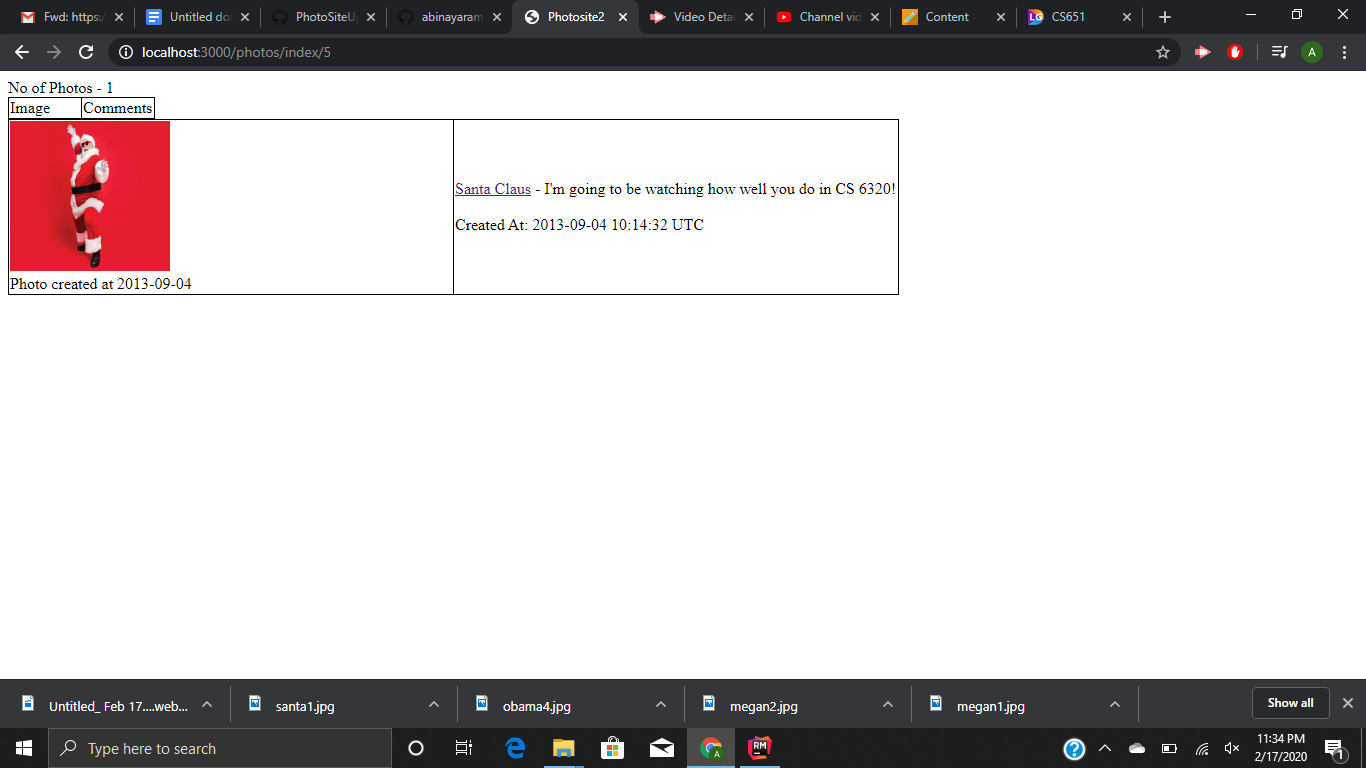 Fwd: https:/
Untitled do
PhotoSiteU
abinayaram
Photosite2
Video Deta
Channel vid
Content
LG
CS651
localhost:3000/photos/index/5
A
No of Photos - 1
Image Comments
Santa Claus - I'm going to be watching how well you do in CS 6320!
Created At: 2013-09-04 10:14:32 UTC
Photo created at 2013-09-04
Untitled_ Feb 17....web...
santa1.jpg
obama4.jpg
megan2.jpg
megan1.jpg
Show all
Type here to search
A
RM
?
11:34 PM
2/17/2020
1